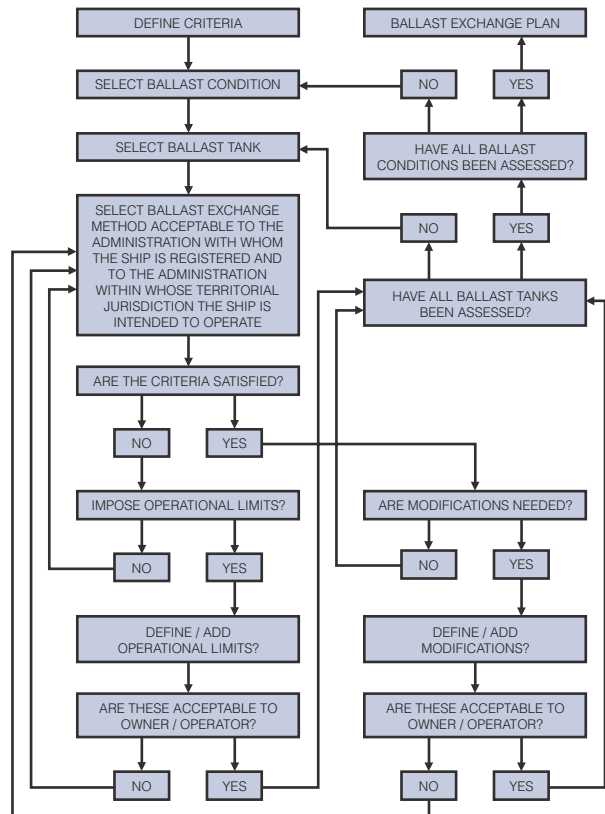 DEFINE CRITERIA
BALLAST EXCHANGE PLAN
SELECT BALLAST CONDITION
NO
YES
SELECT BALLAST TANK
HAVE ALL BALLAST
CONDITIONS BEEN ASSESSED?
SELECT BALLAST EXCHANGE
METHOD ACCEPTABLE TO THE
ADMINISTRATION WITH WHOM
THE SHIP IS REGISTERED AND
TO THE ADMINISTRATION
WITHIN WHOSE TERRITORIAL
JURISDICTION THE SHIP IS
INTENDED TO OPERATE
NO
YES
HAVE ALL BALLAST TANKS
BEEN ASSESSED?
ARE THE CRITERIA SATISFIED?
NO
YES
IMPOSE OPERATIONAL LIMITS?
ARE MODIFICATIONS NEEDED?
NO
YES
NO
YES
DEFINE / ADD
OPERATIONAL LIMITS?
DEFINE / ADD
MODIFICATIONS?
ARE THESE ACCEPTABLE TO
OWNER / OPERATOR?
ARE THESE ACCEPTABLE TO
OWNER / OPERATOR?
NO
YES
NO
YES